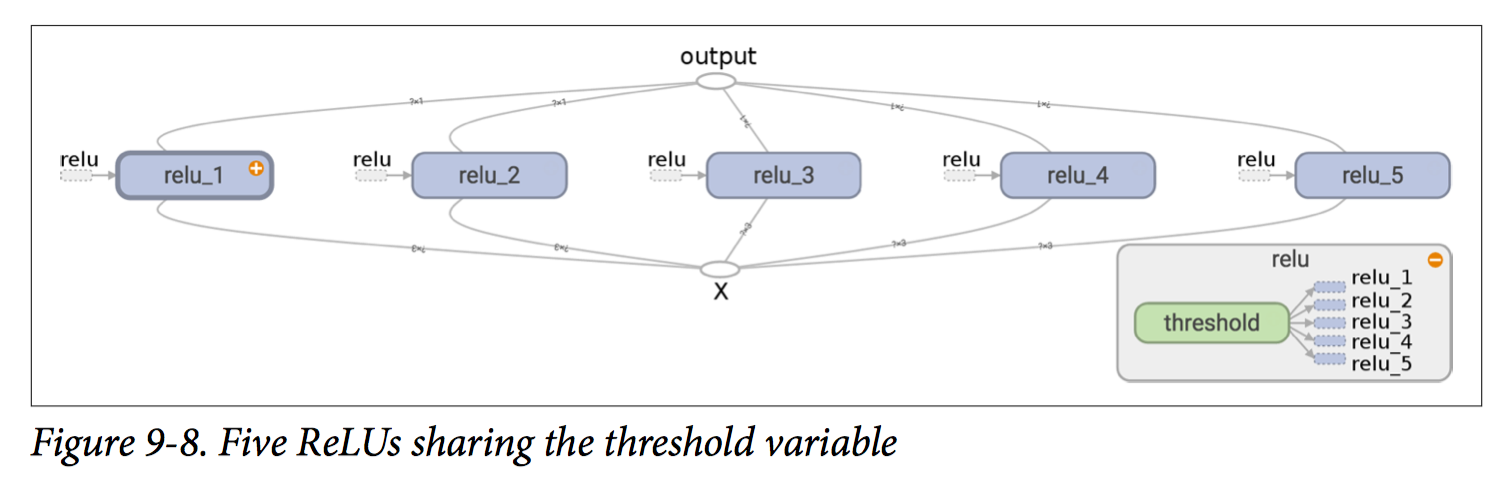 output
?×1
?×1
?×1
?×1
?×1
relu
relu_1
relu
relu_2
relu
relu_3
relu
relu_4
relu
relu_5
?×3
?×3
?×3
?×3
?×3
X
relu
threshold
relu_1
relu_2
relu_3
relu_4
relu_5
Figure 9-8. Five ReLUs sharing the threshold variable